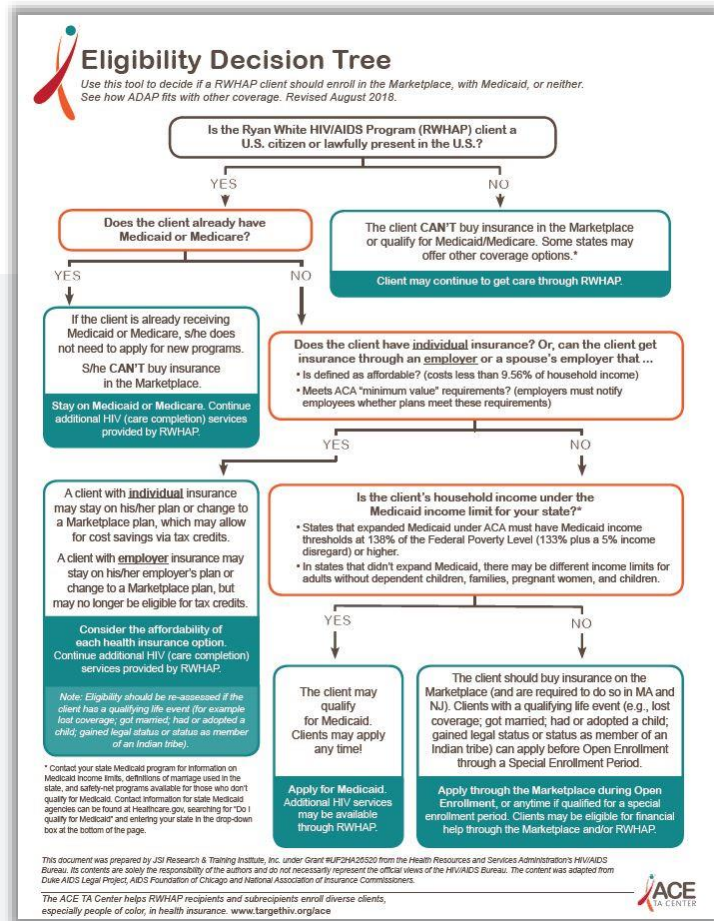 Eligibility Decision Tree
Use this tool to decide if a RWHAP client should enroll in the Marketplace, with Medicaid, or neither.
See how ADAP fits with other coverage. Revised August 2018.
Is the Ryan White HIV/AIDS Program (RWHAP) client a
U.S. citizen or lawfully present in the U.S.?
YES
NO
Does the client already have
Medicaid or Medicare?
The client CAN'T buy insurance in the Marketplace
or qualify for Medicaid/Medicare. Some states may
offer other coverage options.*
Client may continue to get care through RWHAP.
YES
NO
If the client is already receiving
Medicaid or Medicare, s/he does
not need to apply for new programs.
S/he CAN'T buy insurance
in the Marketplace.
Stay on Medicaid or Medicare. Continue
additional HIV (care completion) services
provided by RWHAP.
Does the client have individual insurance? Or, can the client get
insurance through an employer or a spouse's employer that ...
• Is defined as affordable? (costs less than 9.56% of household income)
• Meets ACA "minimum value" requirements? (employers must notify
employees whether plans meet these requirements)
YES
NO
A client with individual insurance
may stay on his/her plan or change to
a Marketplace plan, which may allow
for cost savings via tax credits.
A client with employer insurance may
stay on his/her employer's plan or
change to a Marketplace plan, but
may no longer be eligible for tax credits.
Consider the affordability of
each health insurance option.
Continue additional HIV (care completion)
services provided by RWHAP.
Note: Eligibility should be re-assessed if the
client has a qualifying life event (for example
lost coverage; got married; had or adopted a
child; gained legal status or status as member of
an Indian tribe).
Is the client's household income under the
Medicaid income limit for your state?*
• States that expanded Medicaid under ACA must have Medicaid income
thresholds at 138% of the Federal Poverty Level (133% plus a 5% income
disregard) or higher.
• In states that didn't expand Medicaid, there may be different income limits for
adults without dependent children, families, pregnant women, and children.
YES
NO
The client may
qualify
for Medicaid.
Clients may apply
any time!
Apply for Medicaid.
Additional HIV services
may be available
through RWHAP.
The client should buy insurance on the
Marketplace (and are required to do so in MA and
NJ). Clients with a qualifying life event (e.g., lost
coverage; got married; had or adopted a child;
gained legal status or status as member of an
Indian tribe) can apply before Open Enrollment
through a Special Enrollment Period.
Apply through the Marketplace during Open
Enrollment, or anytime if qualified for a special
enrollment period. Clients may be eligible for financial
help through the Marketplace and/or RWHAP.
* Contact your state Medicaid program for information on
Medicaid income limits, definitions of marriage used in the
state, and safety-net programs available for those who don't
qualify for Medicaid. Contact information for state Medicaid
agencies can be found at Healthcare.gov, searching for "Do I
qualify for Medicaid" and entering your state in the drop-down
box at the bottom of the page.
This document was prepared by JSI Research & Training Institute, Inc. under Grant #UF2HA26520 from the Health Resources and Services Administration's HIV/AIDS
Bureau. Its contents are solely the responsibility of the authors and do not necessarily represent the official views of the HIV/AIDS Bureau. The content was adapted from
Duke AIDS Legal Project, AIDS Foundation of Chicago and National Association of Insurance Commissioners.
The ACE TA Center helps RWHAP recipients and subrecipients enroll diverse clients,
especially people of color, in health insurance. www.targethiv.org/ace
ACE
TA CENTER